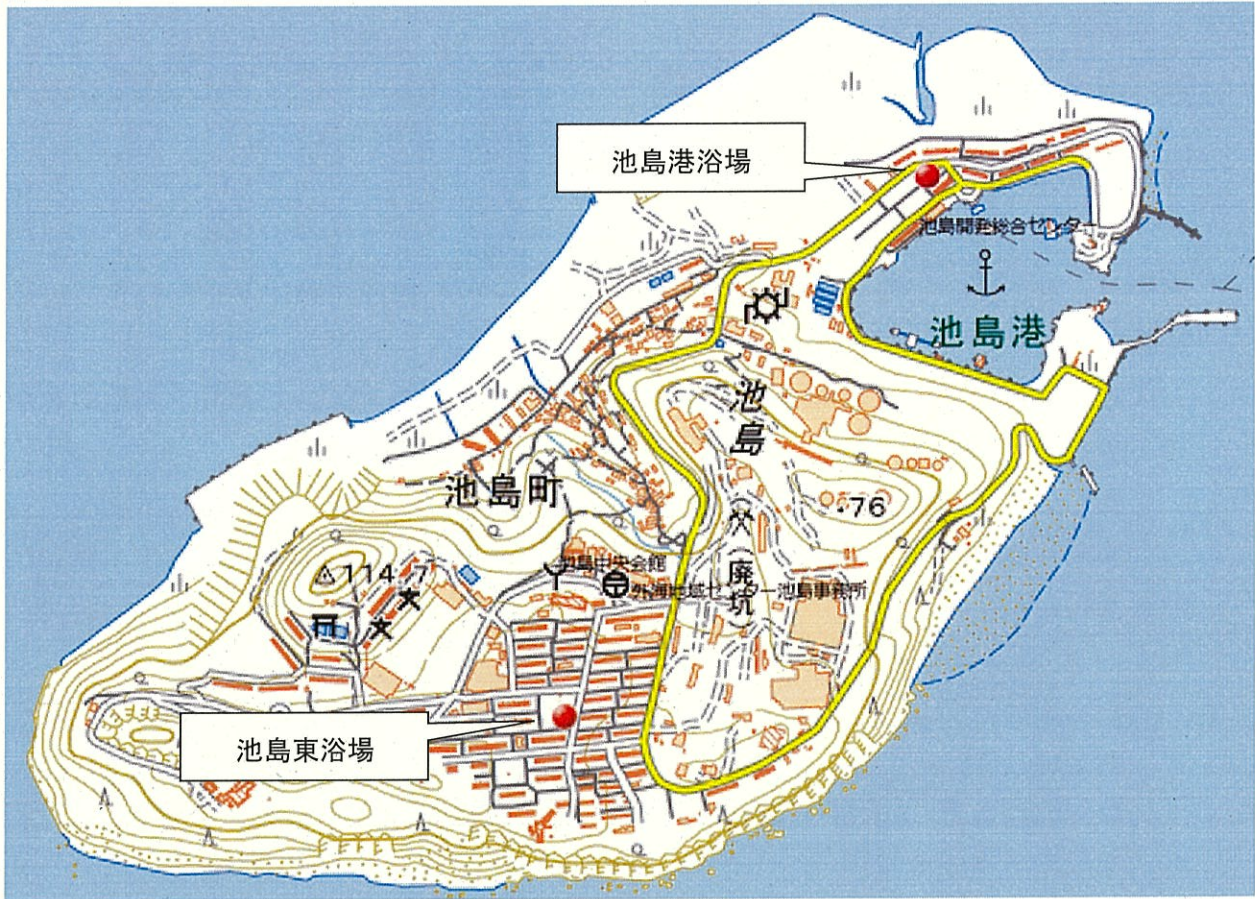 池島港浴場
池島開発総合センター
池島港
池島
池島町
.76
池島中央会館
外海地域センター池島事務所
(廃坑)
114.7
池島東浴場